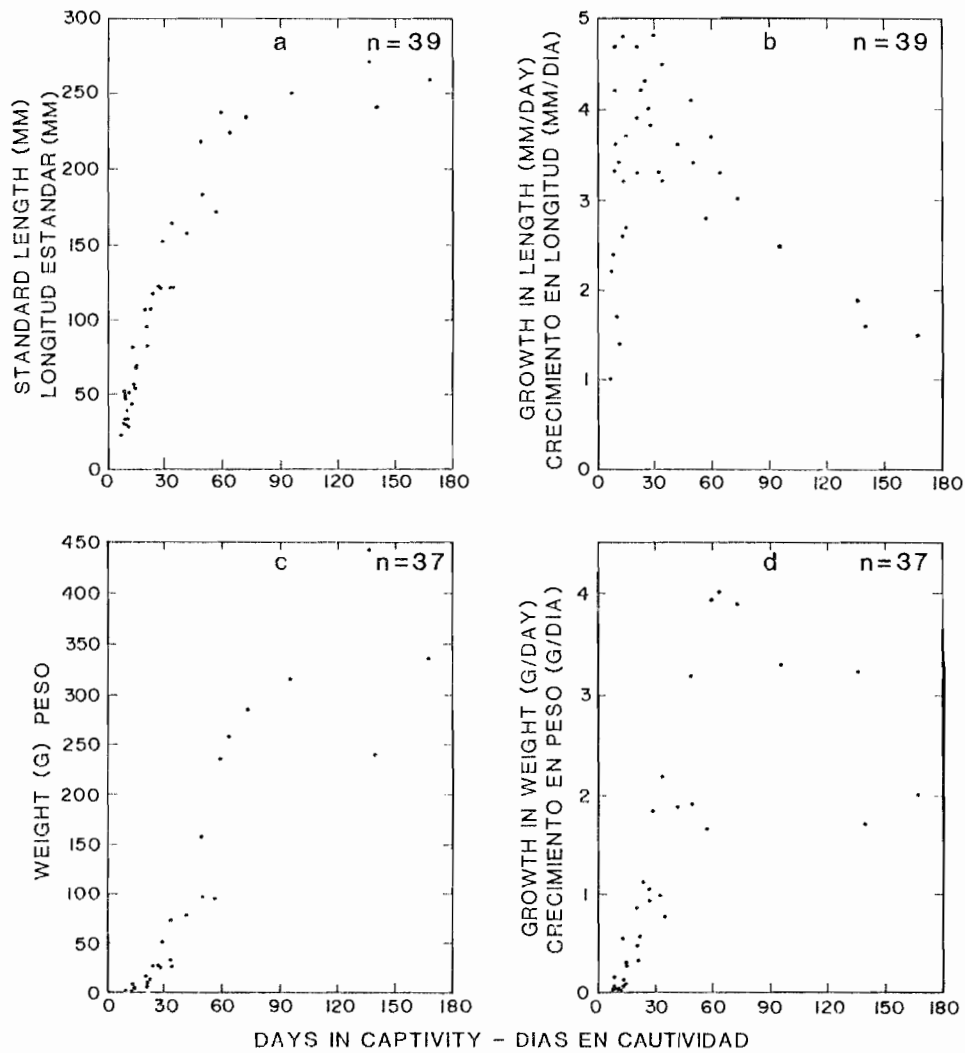 a n=39
STANDARD LENGTH (MM)
LONGITUD ESTANDAR (MM)
300
250
200
150
100
50
0
0 30 60 90 120 150 180
b n=39
GROWTH IN LENGTH (MM/DAY)
CRECIMIENTO EN LONGITUD (MM/DIA)
5
4
3
2
1
0
0 30 60 90 120 150 180
c n=37
WEIGHT (G) PESO
450
400
350
300
250
200
150
100
50
0
0 30 60 90 120 150 180
d n=37
GROWTH IN WEIGHT (G/DAY)
CRECIMIENTO EN PESO (G/DIA)
4
3
2
1
0
0 30 60 90 120 150 180
DAYS IN CAPTIVITY – DIAS EN CAUTIVIDAD